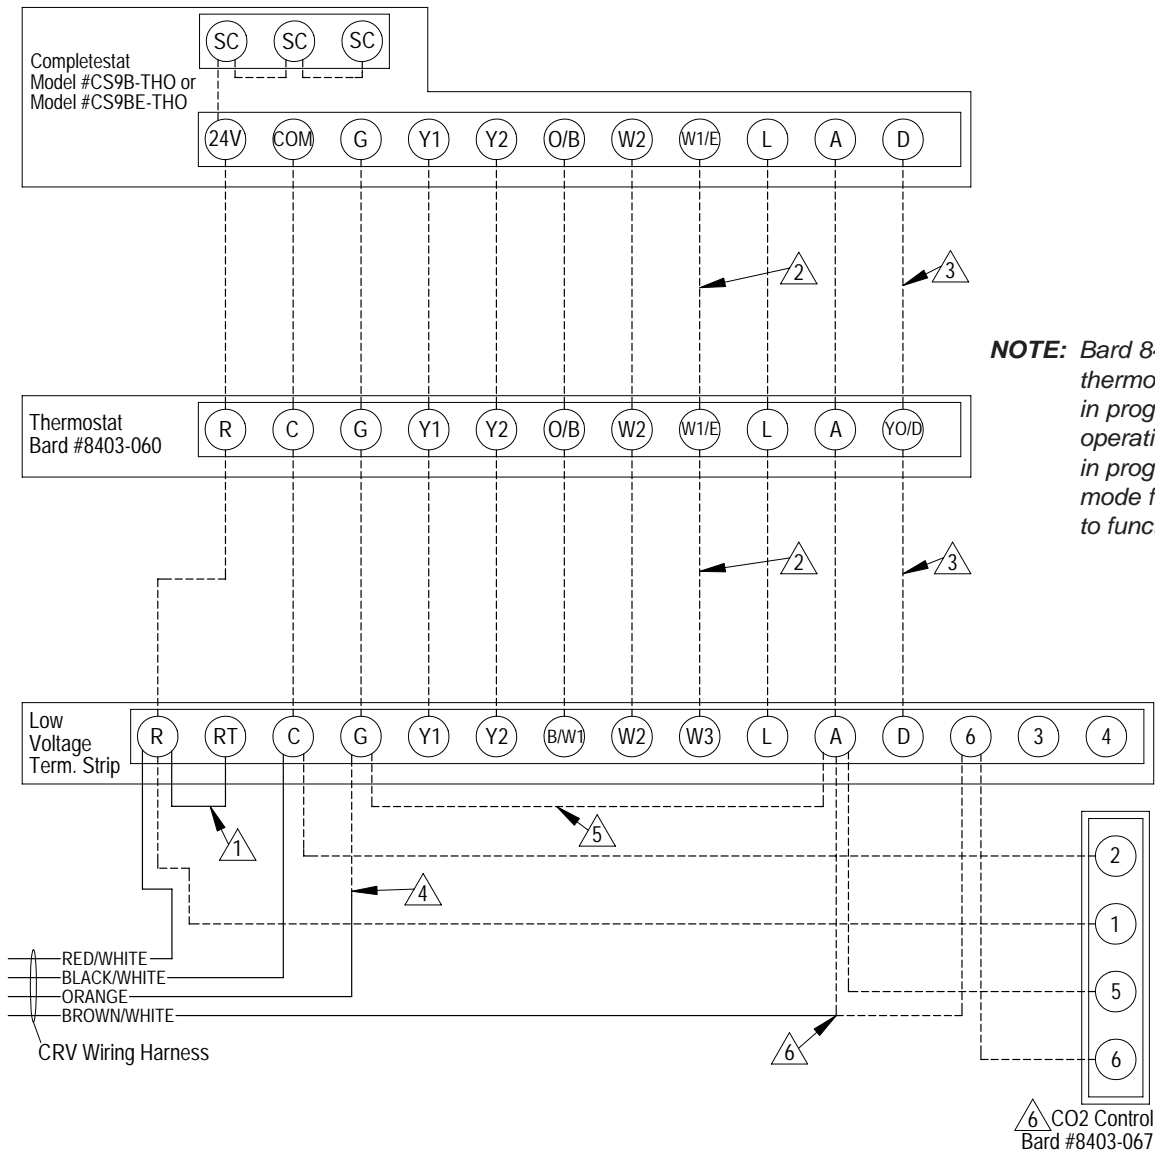 SC SC SC
Completestat
Model #CS9B-THO or
Model #CS9BE-THO
24V COM G Y1 Y2 O/B W2 W1/E L A D
2 3
NOTE: Bard 84
thermo
in prog
operati
in prog
mode f
to func
Thermostat
Bard #8403-060
R C G Y1 Y2 O/B W2 W1/E L A YO/D
2 3
Low
Voltage
Term. Strip
R RT C G Y1 Y2 B/W1 W2 W3 L A D 6 3 4
1
5
4
2
1
5
6
RED/WHITE
BLACK/WHITE
ORANGE
BROWN/WHITE
CRV Wiring Harness
6
6 CO2 Control
Bard #8403-067